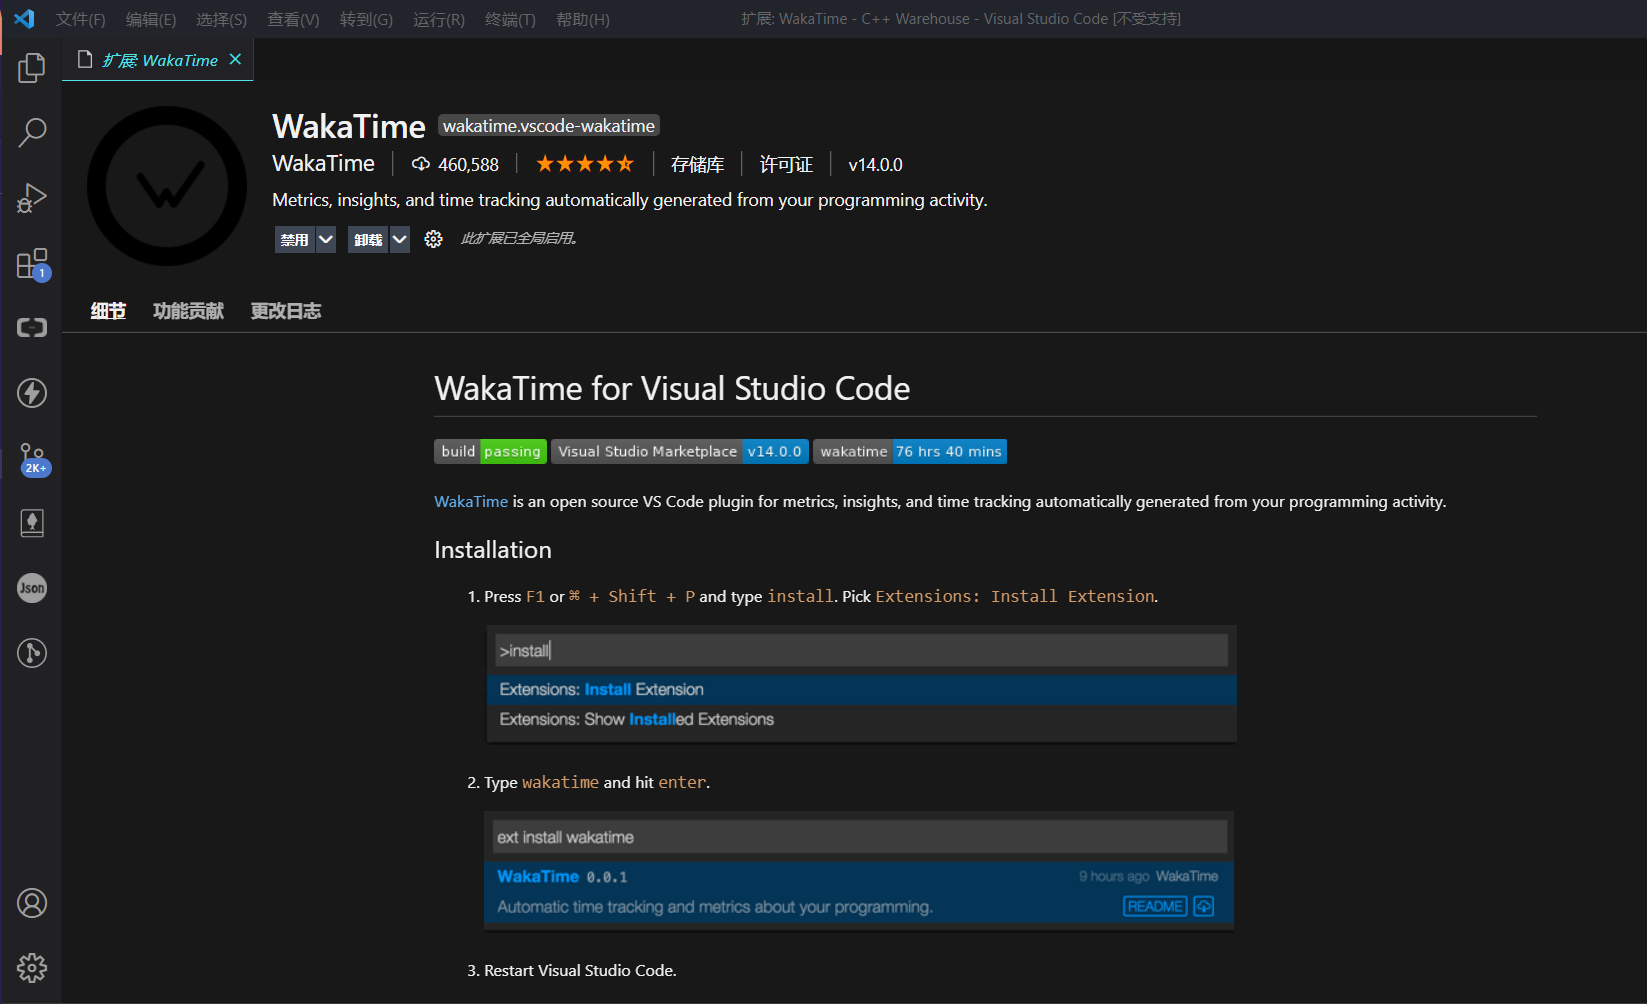 文件(F) 编辑(E) 选择(S) 查看(V) 转到(G) 运行(R) 终端(T) 帮助(H) 扩展: WakaTime - C++ Warehouse - Visual Studio Code [不受支持]
扩展: WakaTime
WakaTime wakatime.vscode-wakatime
WakaTime 460,588 存储库 许可证 v14.0.0
Metrics, insights, and time tracking automatically generated from your programming activity.
禁用 卸载 此扩展已全局启用。
1
细节 功能贡献 更改日志
WakaTime for Visual Studio Code
build passing Visual Studio Marketplace v14.0.0 wakatime 76 hrs 40 mins
2K+
WakaTime is an open source VS Code plugin for metrics, insights, and time tracking automatically generated from your programming activity.
Installation
Json
1. Press F1 or ⌘ + Shift + P and type install. Pick Extensions: Install Extension.
>install
Extensions: Install Extension
Extensions: Show Installed Extensions
2. Type wakatime and hit enter.
ext install wakatime
WakaTime 0.0.1 9 hours ago WakaTime
Automatic time tracking and metrics about your programming. README
3. Restart Visual Studio Code.